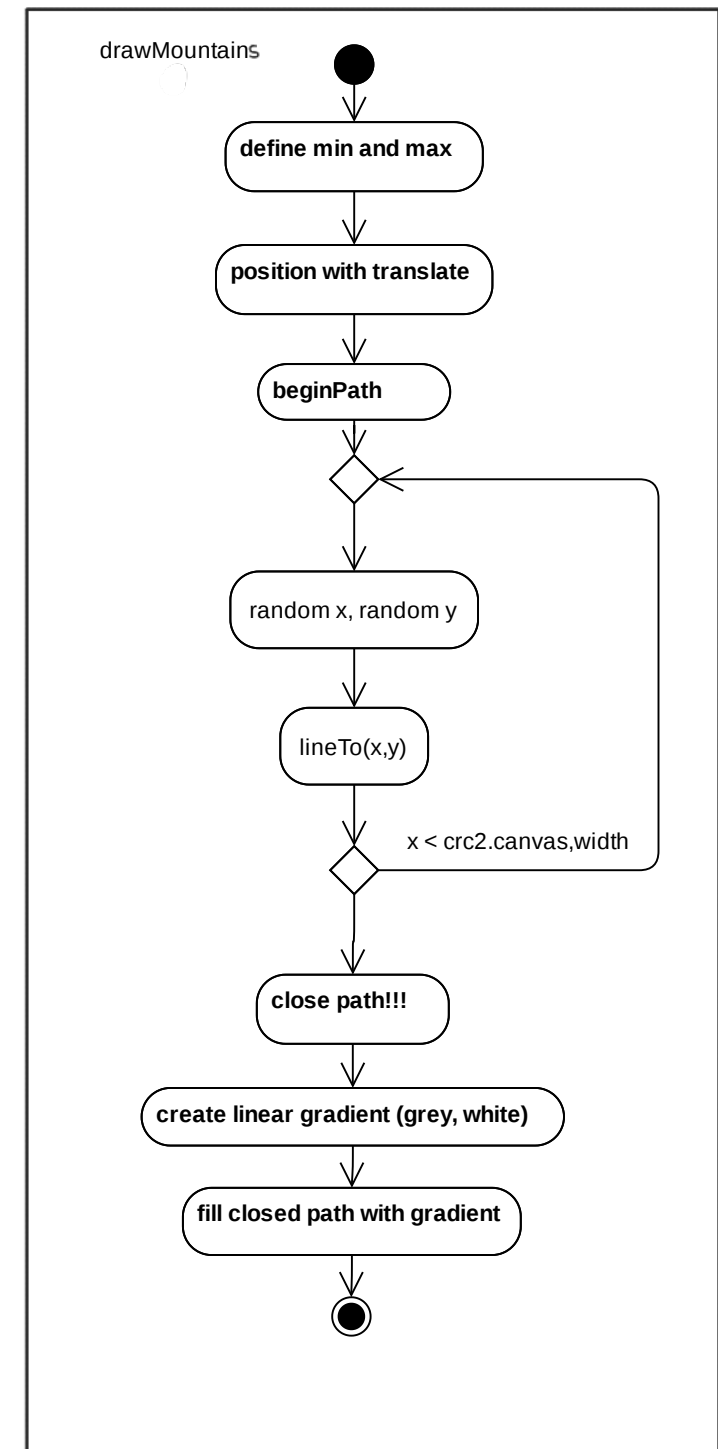 drawMountains
define min and max
position with translate
beginPath
random x, random y
lineTo(x,y)
x < crc2.canvas,width
close path!!!
create linear gradient (grey, white)
fill closed path with gradient